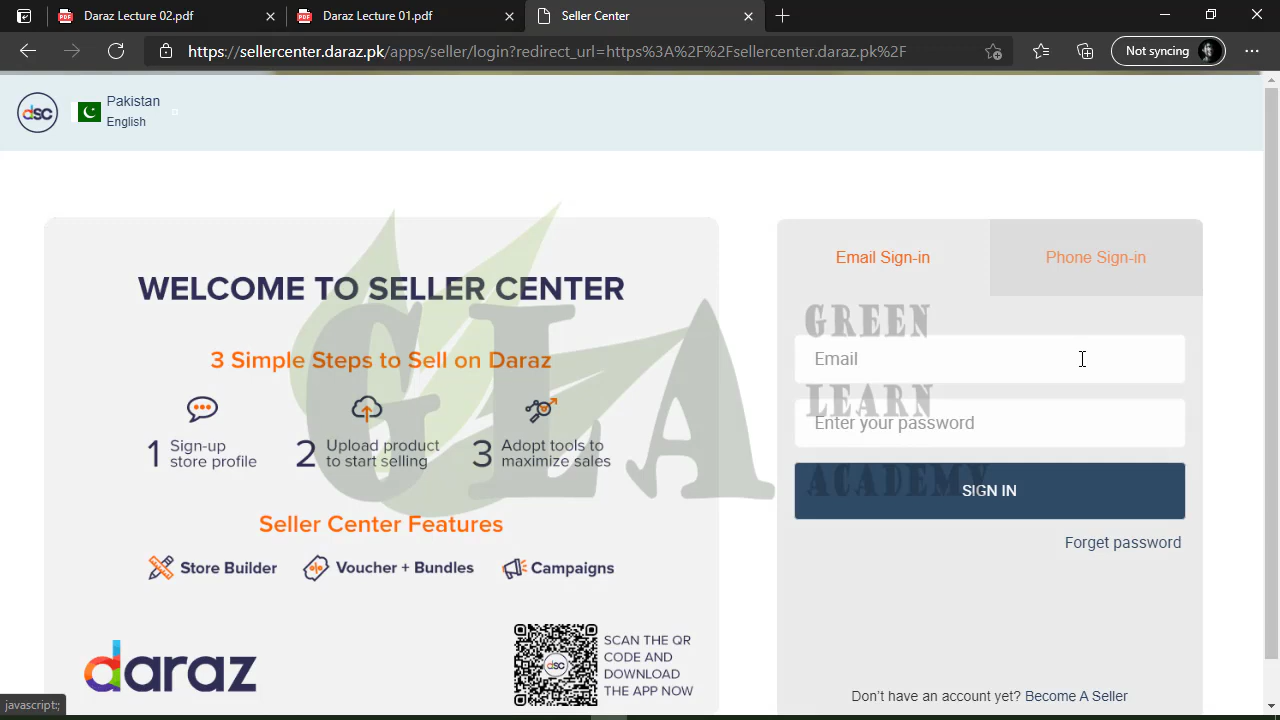 Daraz Lecture 02.pdf
Daraz Lecture 01.pdf
Seller Center
https://sellercenter.daraz.pk/apps/seller/login?redirect_url=https%3A%2F%2Fsellercenter.daraz.pk%2F
Not syncing
dsc
Pakistan
English
WELCOME TO SELLER CENTER
3 Simple Steps to Sell on Daraz
1 Sign-up
store profile
2 Upload product
to start selling
3 Adopt tools to
maximize sales
Seller Center Features
Store Builder
Voucher + Bundles
Campaigns
daraz
dsc
SCAN THE QR
CODE AND
DOWNLOAD
THE APP NOW
GLA
Email Sign-in
Phone Sign-in
GREEN
Email
LEARN
Enter your password
ACADEMY
SIGN IN
Forget password
Don't have an account yet? Become A Seller
javascript:;
PDF
PDF